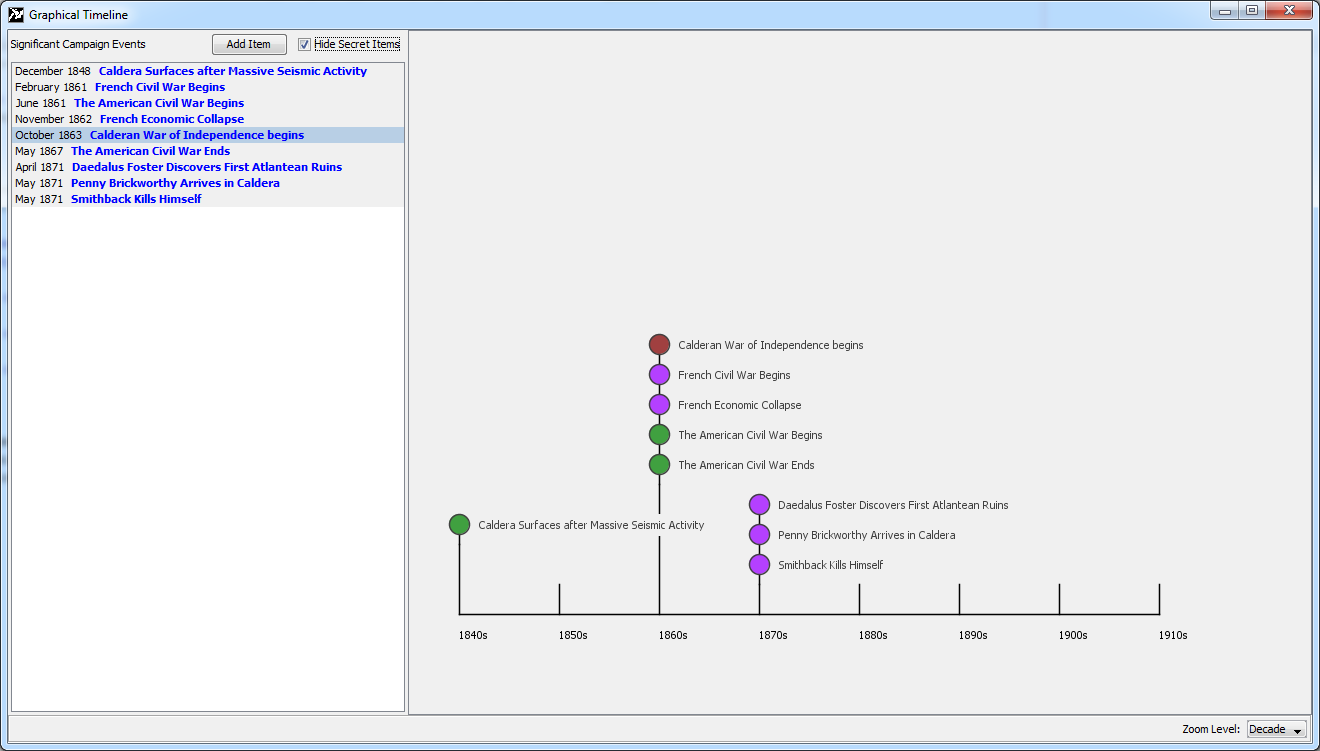 Graphical Timeline
Significant Campaign Events
Add Item
Hide Secret Items
December 1848 Caldera Surfaces after Massive Seismic Activity
February 1861 French Civil War Begins
June 1861 The American Civil War Begins
November 1862 French Economic Collapse
October 1863 Calderan War of Independence begins
May 1867 The American Civil War Ends
April 1871 Daedalus Foster Discovers First Atlantean Ruins
May 1871 Penny Brickworthy Arrives in Caldera
May 1871 Smithback Kills Himself
Calderan War of Independence begins
French Civil War Begins
French Economic Collapse
The American Civil War Begins
The American Civil War Ends
Daedalus Foster Discovers First Atlantean Ruins
Caldera Surfaces after Massive Seismic Activity
Penny Brickworthy Arrives in Caldera
Smithback Kills Himself
1840s 1850s 1860s 1870s 1880s 1890s 1900s 1910s
Zoom Level: Decade